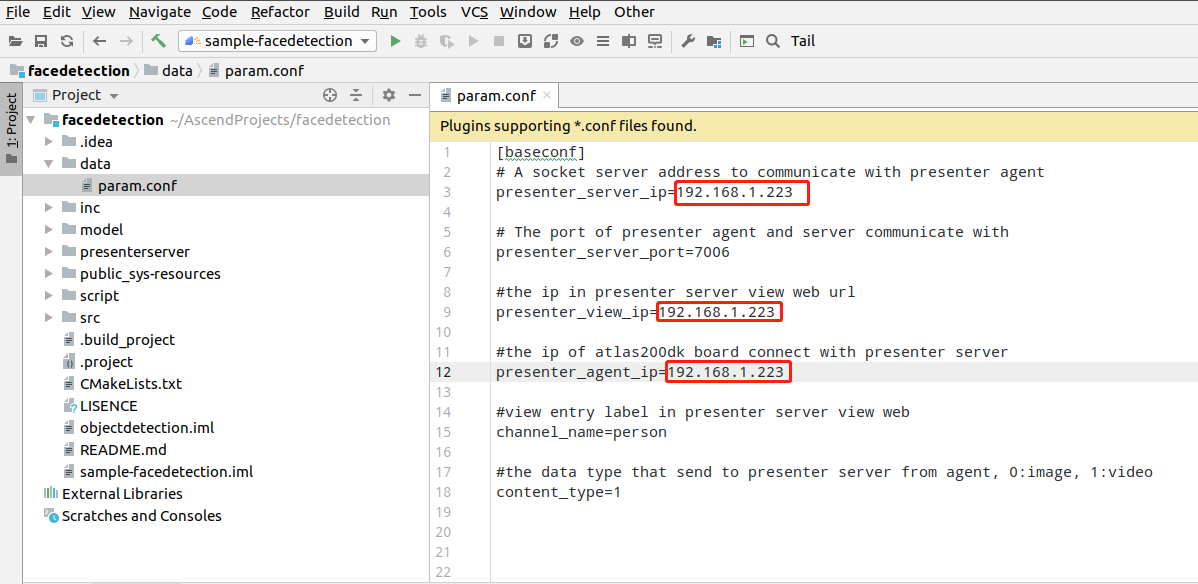 File Edit View Navigate Code Refactor Build Run Tools VCS Window Help Other
sample-facedetection Tail
facedetection data param.conf
1: Project
Project
facedetection ~/AscendProjects/facedetection
.idea
data
param.conf
inc
model
presenterserver
public_sys-resources
script
src
.build_project
.project
CMakeLists.txt
LISENCE
objectdetection.iml
README.md
sample-facedetection.iml
External Libraries
Scratches and Consoles
param.conf
Plugins supporting *.conf files found.
1 [baseconf]
2 # A socket server address to communicate with presenter agent
3 presenter_server_ip=192.168.1.223
4
5 # The port of presenter agent and server communicate with
6 presenter_server_port=7006
7
8 #the ip in presenter server view web url
9 presenter_view_ip=192.168.1.223
10
11 #the ip of atlas200dk board connect with presenter server
12 presenter_agent_ip=192.168.1.223
13
14 #view entry label in presenter server view web
15 channel_name=person
16
17 #the data type that send to presenter server from agent, 0:image, 1:video
18 content_type=1
19
20
21
22